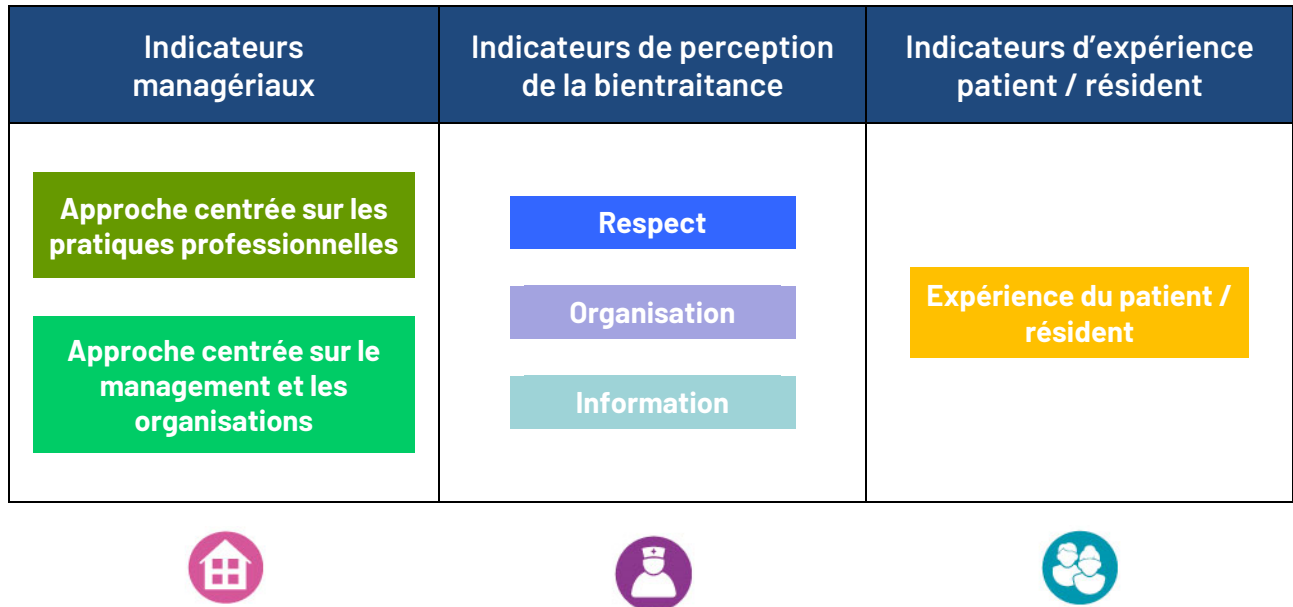 Indicateurs
managériaux
Indicateurs de perception
de la bientraitance
Indicateurs d’expérience
patient / résident
Approche centrée sur les
pratiques professionnelles
Approche centrée sur le
management et les
organisations
Respect
Organisation
Information
Expérience du patient /
résident